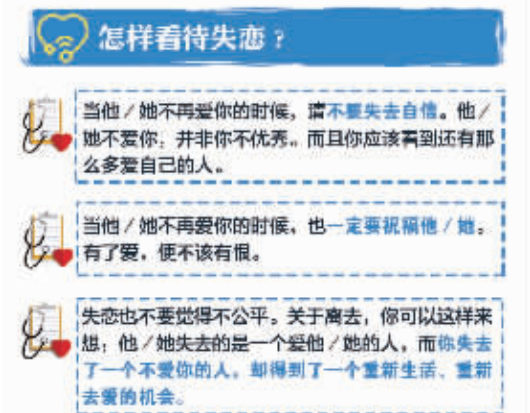 怎样看待失恋？
当他/她不再爱你的时候，请不要失去自信。他/
她不爱你，并非你不优秀。而且你应该看到还有那
么多爱自己的人。
当他/她不再爱你的时候，也一定要祝福他/她。
有了爱，便不该有恨。
失恋也不要觉得不公平。关于离去，你可以这样来
想：他/她失去的是一个爱他/她的人，而你失去
了一个不爱你的人，却得到了一个重新生活、重新
去爱的机会。